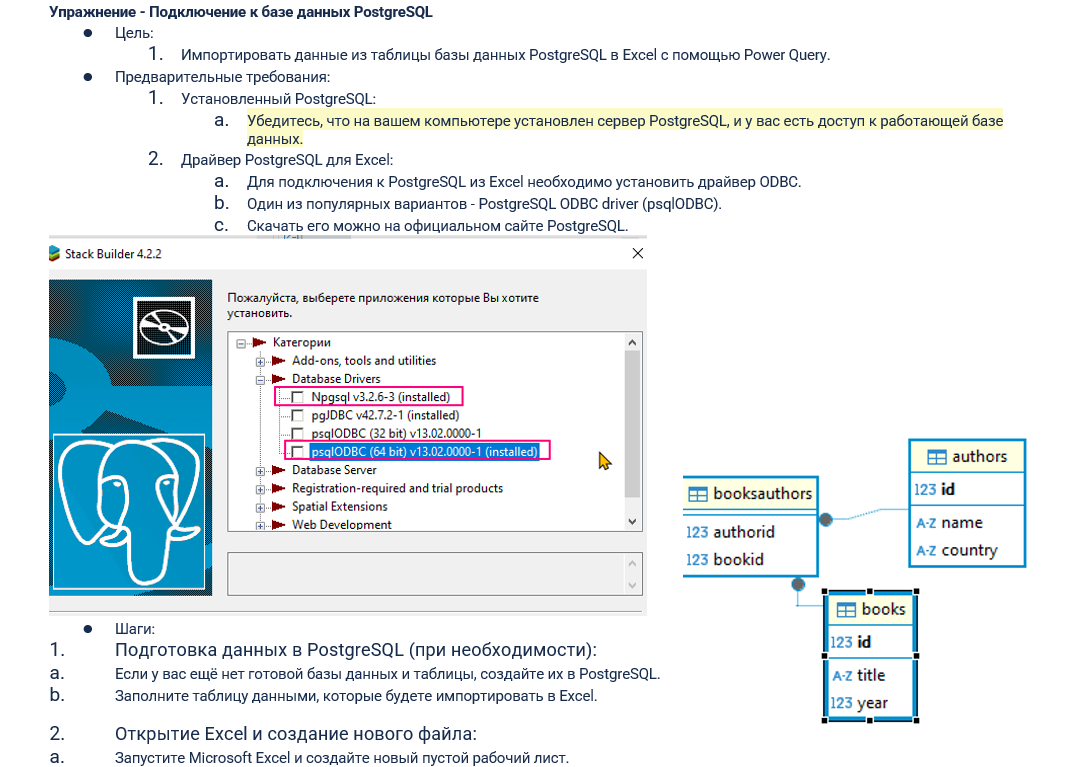 Упражнение - Подключение к базе данных PostgreSQL
● Цель:
1. Импортировать данные из таблицы базы данных PostgreSQL в Excel с помощью Power Query.
● Предварительные требования:
1. Установленный PostgreSQL:
a. Убедитесь, что на вашем компьютере установлен сервер PostgreSQL, и у вас есть доступ к работающей базе
данных.
2. Драйвер PostgreSQL для Excel:
a. Для подключения к PostgreSQL из Excel необходимо установить драйвер ODBC.
b. Один из популярных вариантов - PostgreSQL ODBC driver (psqlODBC).
c. Скачать его можно на официальном сайте PostgreSQL.
Stack Builder 4.2.2
Пожалуйста, выберете приложения которые Вы хотите
установить.
Категории
Add-ons, tools and utilities
Database Drivers
Npgsql v3.2.6-3 (installed)
pgJDBC v42.7.2-1 (installed)
psqlODBC (32 bit) v13.02.0000-1
psqlODBC (64 bit) v13.02.0000-1 (installed)
Database Server
Registration-required and trial products
Spatial Extensions
Web Development
booksauthors
123 authorid
123 bookid
authors
123 id
A-Z name
A-Z country
books
123 id
A-Z title
123 year
● Шаги:
1. Подготовка данных в PostgreSQL (при необходимости):
a. Если у вас ещё нет готовой базы данных и таблицы, создайте их в PostgreSQL.
b. Заполните таблицу данными, которые будете импортировать в Excel.
2. Открытие Excel и создание нового файла:
a. Запустите Microsoft Excel и создайте новый пустой рабочий лист.